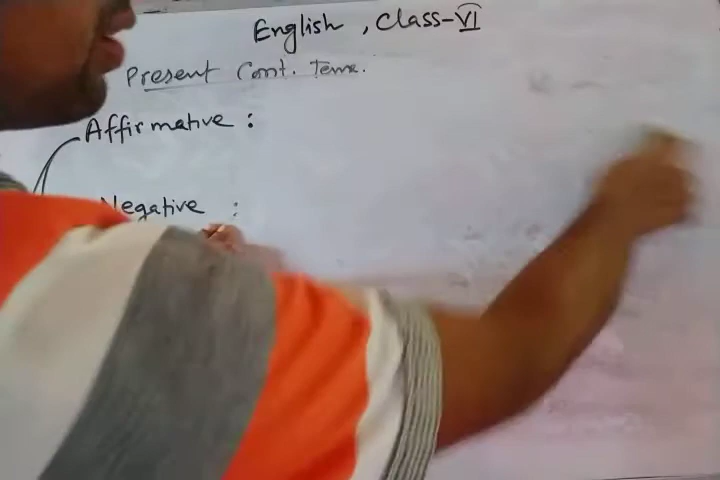 English, Class-VI
Present Cont. Tense.
Affirmative :
Negative :